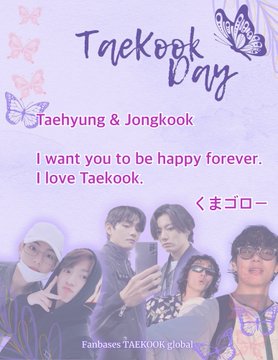 TaeKook
Day
Taehyung & Jongkook
I want you to be happy forever.
I love Taekook.
くまゴロー
Fanbases TAEKOOK global